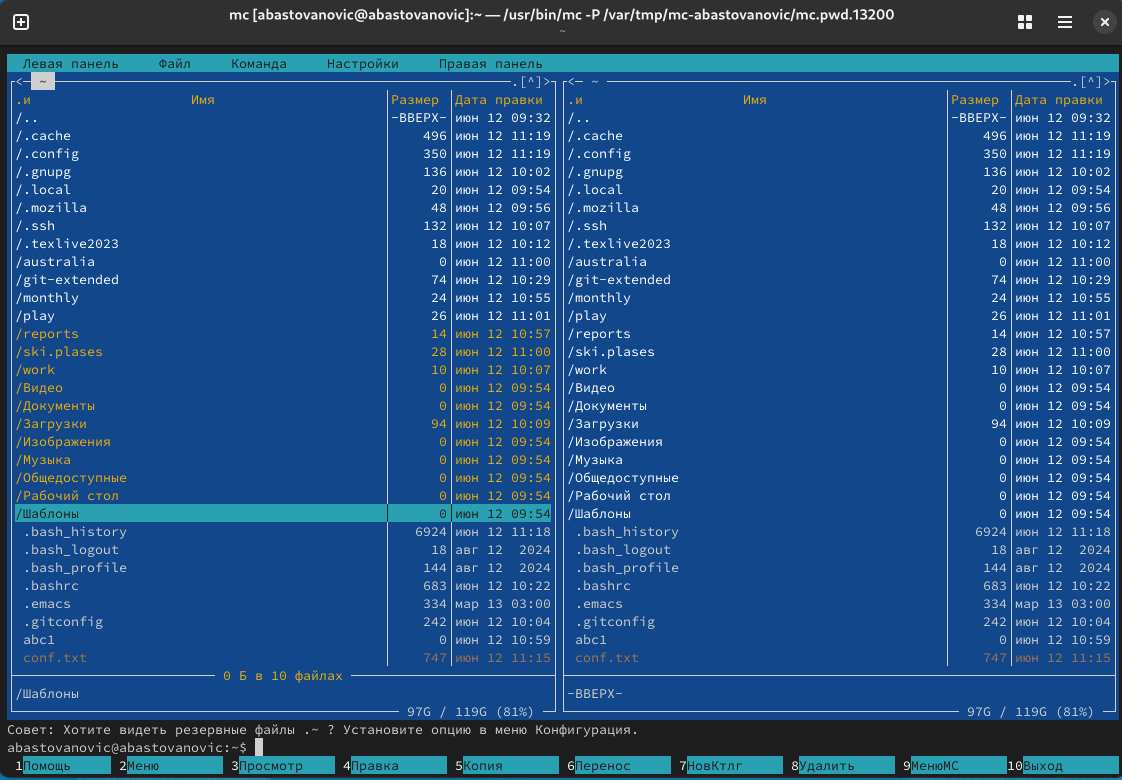 mc [abastovanovic@abastovanovic]:~ — /usr/bin/mc -P /var/tmp/mc-abastovanovic/mc.pwd.13200
~
Левая панель Файл Команда Настройки Правая панель
<─ ~ .[^]> <─ ~ .[^]>
.и Имя Размер Дата правки .и Имя Размер Дата правки
/.. -ВВЕРХ- июн 12 09:32 /.. -ВВЕРХ- июн 12 09:32
/.cache 496 июн 12 11:19 /.cache 496 июн 12 11:19
/.config 350 июн 12 11:19 /.config 350 июн 12 11:19
/.gnupg 136 июн 12 10:02 /.gnupg 136 июн 12 10:02
/.local 20 июн 12 09:54 /.local 20 июн 12 09:54
/.mozilla 48 июн 12 09:56 /.mozilla 48 июн 12 09:56
/.ssh 132 июн 12 10:07 /.ssh 132 июн 12 10:07
/.texlive2023 18 июн 12 10:12 /.texlive2023 18 июн 12 10:12
/australia 0 июн 12 11:00 /australia 0 июн 12 11:00
/git-extended 74 июн 12 10:29 /git-extended 74 июн 12 10:29
/monthly 24 июн 12 10:55 /monthly 24 июн 12 10:55
/play 26 июн 12 11:01 /play 26 июн 12 11:01
/reports 14 июн 12 10:57 /reports 14 июн 12 10:57
/ski.plases 28 июн 12 11:00 /ski.plases 28 июн 12 11:00
/work 10 июн 12 10:07 /work 10 июн 12 10:07
/Видео 0 июн 12 09:54 /Видео 0 июн 12 09:54
/Документы 0 июн 12 09:54 /Документы 0 июн 12 09:54
/Загрузки 94 июн 12 10:09 /Загрузки 94 июн 12 10:09
/Изображения 0 июн 12 09:54 /Изображения 0 июн 12 09:54
/Музыка 0 июн 12 09:54 /Музыка 0 июн 12 09:54
/Общедоступные 0 июн 12 09:54 /Общедоступные 0 июн 12 09:54
/Рабочий стол 0 июн 12 09:54 /Рабочий стол 0 июн 12 09:54
/Шаблоны 0 июн 12 09:54 /Шаблоны 0 июн 12 09:54
.bash_history 6924 июн 12 11:18 .bash_history 6924 июн 12 11:18
.bash_logout 18 авг 12 2024 .bash_logout 18 авг 12 2024
.bash_profile 144 авг 12 2024 .bash_profile 144 авг 12 2024
.bashrc 683 июн 12 10:22 .bashrc 683 июн 12 10:22
.emacs 334 мар 13 03:00 .emacs 334 мар 13 03:00
.gitconfig 242 июн 12 10:04 .gitconfig 242 июн 12 10:04
abc1 0 июн 12 10:59 abc1 0 июн 12 10:59
conf.txt 747 июн 12 11:15 conf.txt 747 июн 12 11:15
0 Б в 10 файлах
/Шаблоны -ВВЕРХ-
97G / 119G (81%) 97G / 119G (81%)
Совет: Хотите видеть резервные файлы .~ ? Установите опцию в меню Конфигурация.
abastovanovic@abastovanovic:~$
1Помощь 2Меню 3Просмотр 4Правка 5Копия 6Перенос 7НовКтлг 8Удалить 9МенюМС 10Выход